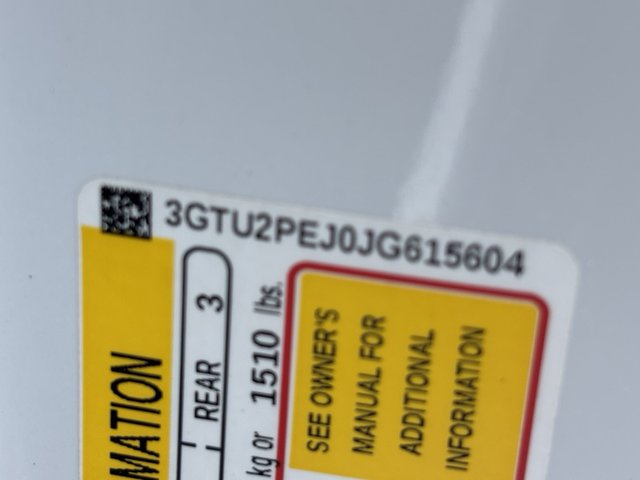 3GTU2PEJ0JG615604
MATION
REAR 3
kg or 1510 lbs.
SEE OWNER'S
MANUAL FOR
ADDITIONAL
INFORMATION